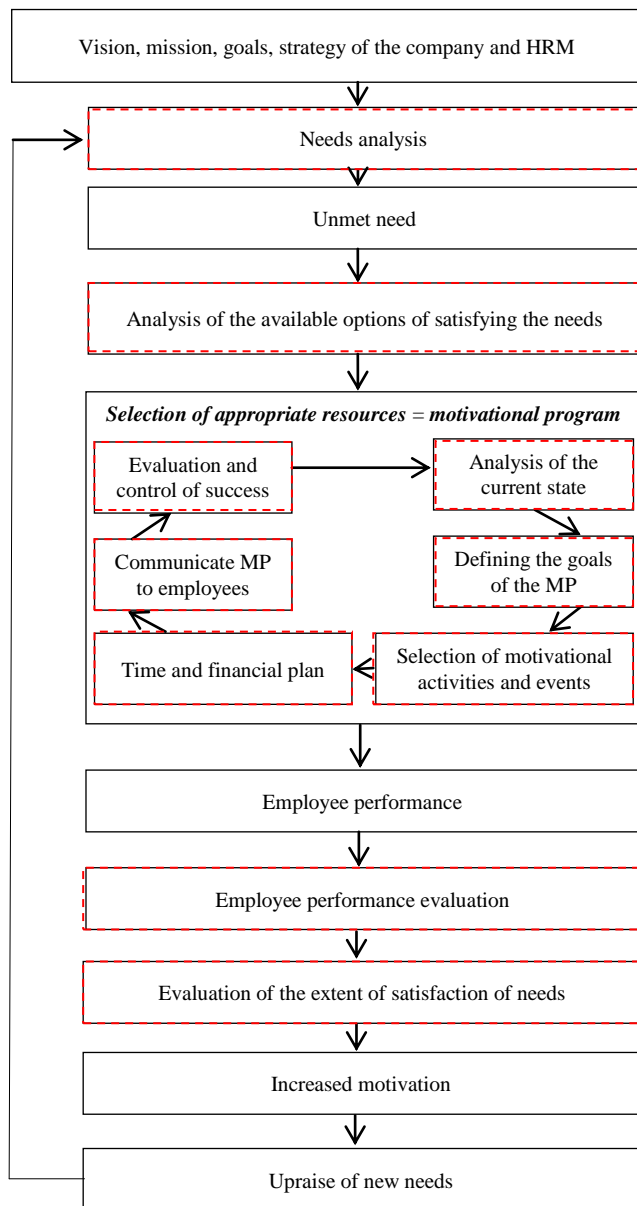 Vision, mission, goals, strategy of the company and HRM
Needs analysis
Unmet need
Analysis of the available options of satisfying the needs
Selection of appropriate resources = motivational program
Evaluation and
control of success
Analysis of the
current state
Communicate MP
to employees
Defining the goals
of the MP
Time and financial plan
Selection of motivational
activities and events
Employee performance
Employee performance evaluation
Evaluation of the extent of satisfaction of needs
Increased motivation
Upraise of new needs